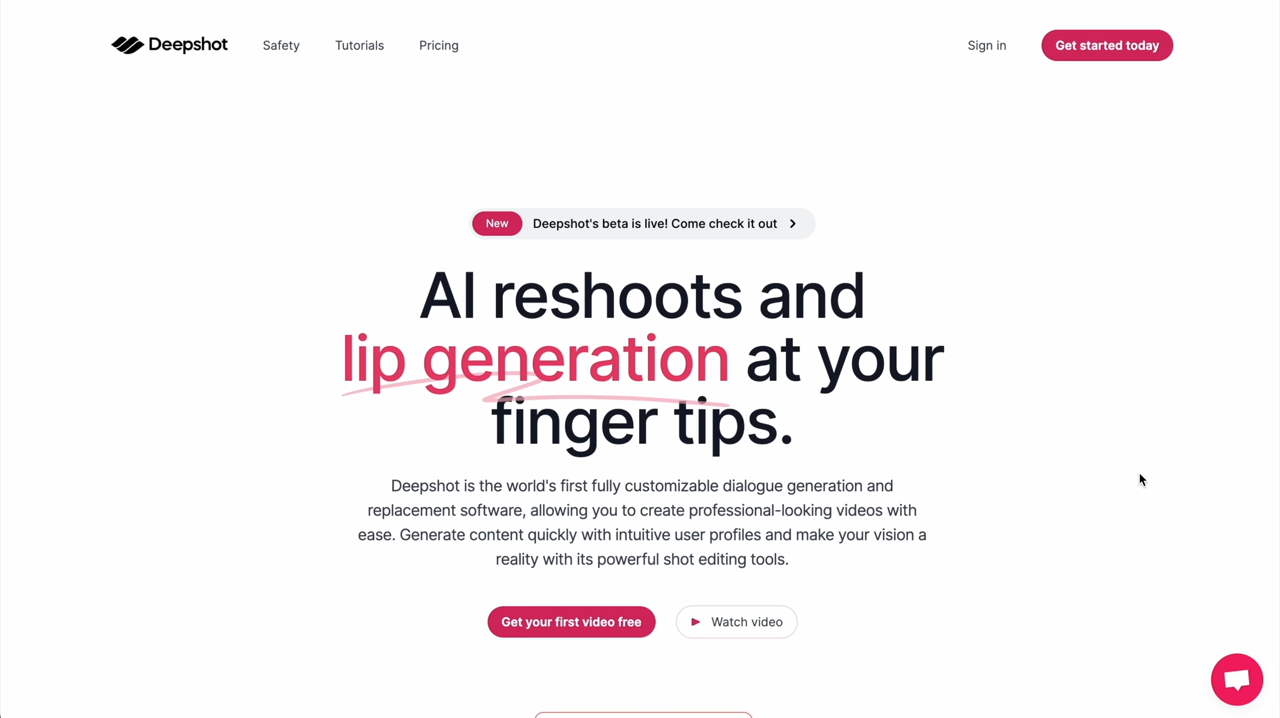 Deepshot
Safety
Tutorials
Pricing
Sign in
Get started today
New
Deepshot's beta is live! Come check it out
AI reshoots and
lip generation at your
finger tips.
Deepshot is the world's first fully customizable dialogue generation and
replacement software, allowing you to create professional-looking videos with
ease. Generate content quickly with intuitive user profiles and make your vision a
reality with its powerful shot editing tools.
Get your first video free
Watch video